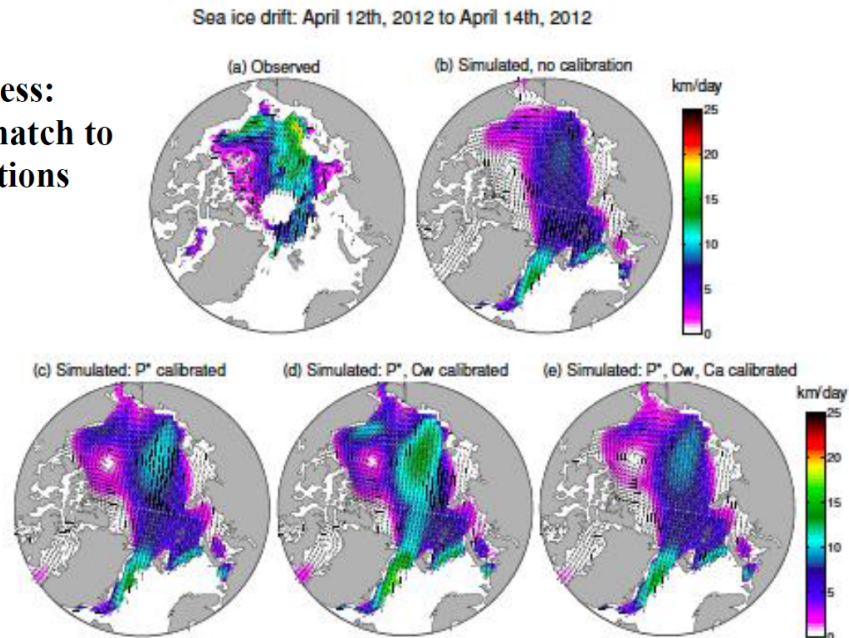 Sea ice drift: April 12th, 2012 to April 14th, 2012
ess:
natch to
tions
(a) Observed
(b) Simulated, no calibration
km/day
25
20
15
10
5
0
(c) Simulated: P* calibrated
(d) Simulated: P*, Cw calibrated
(e) Simulated: P*, Cw, Ca calibrated
km/day
25
20
15
10
5
0